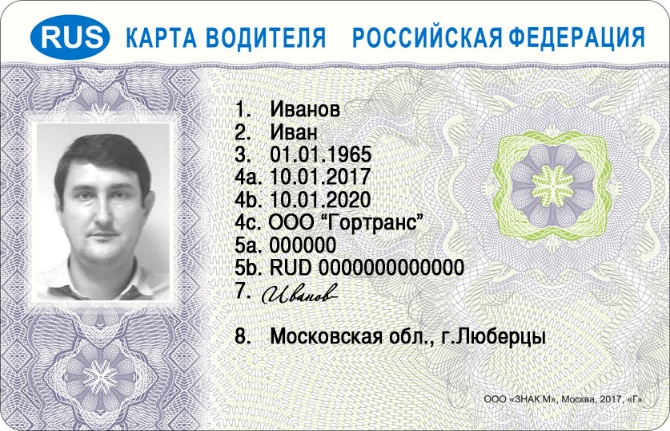 RUS КАРТА ВОДИТЕЛЯ РОССИЙСКАЯ ФЕДЕРАЦИЯ
1. Иванов
2. Иван
3. 01.01.1965
4a. 10.01.2017
4b. 10.01.2020
4c. ООО "Гортранс"
5a. 000000
5b. RUD 0000000000000
7. Иванов
8. Московская обл., г.Люберцы
ООО «ЗНАК М», Москва, 2017, «Г».